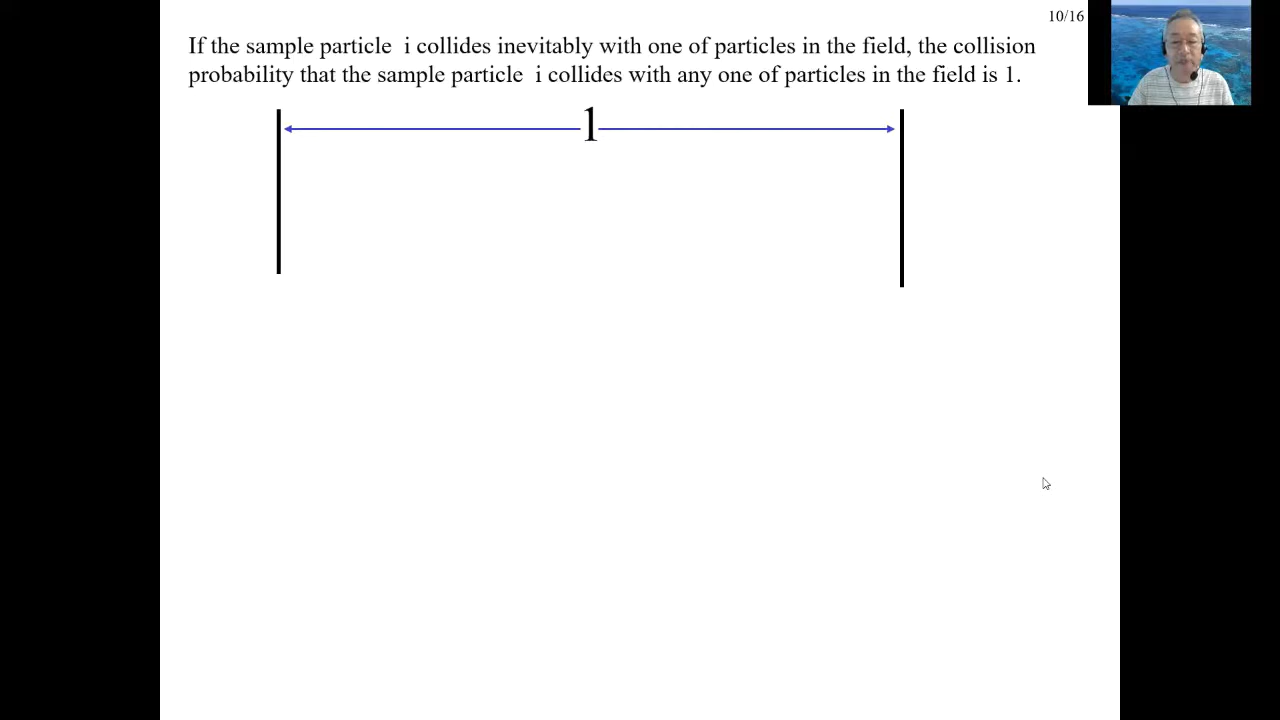 10/16
If the sample particle i collides inevitably with one of particles in the field, the collision
probability that the sample particle i collides with any one of particles in the field is 1.
1